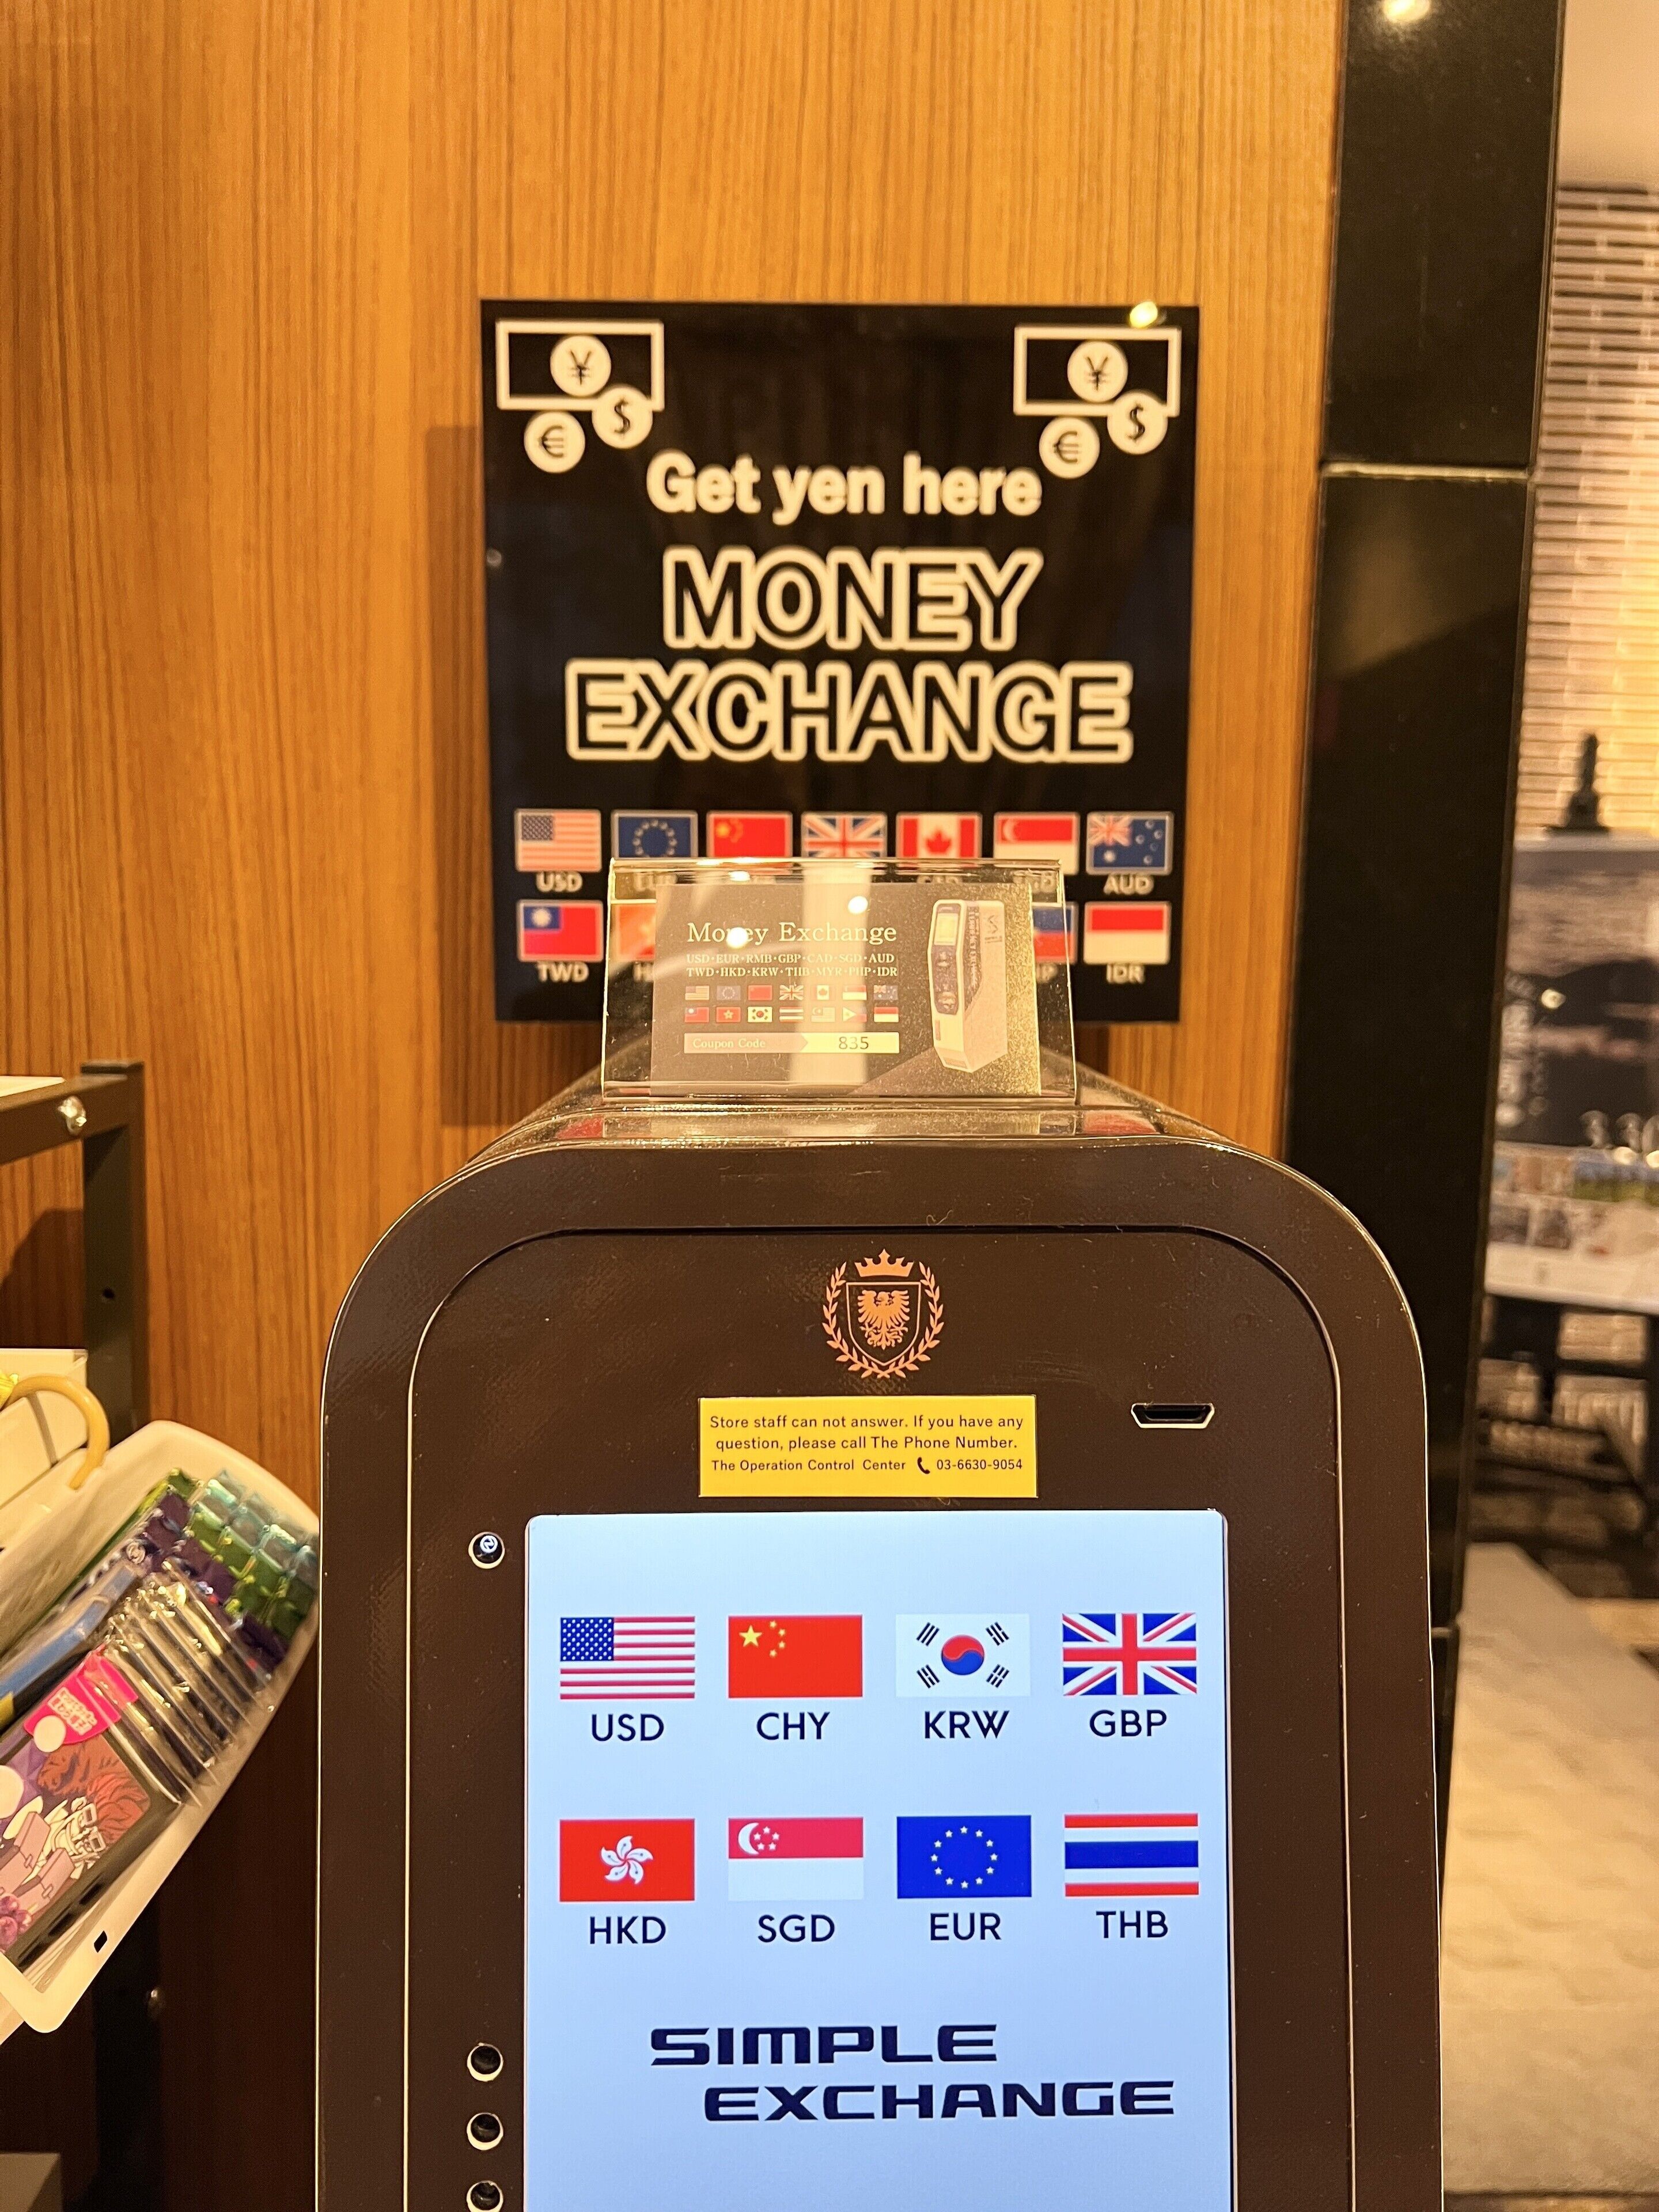 ¥ ¥
$ $
€ €
Get yen here
MONEY
EXCHANGE
USD EUR AUD
TWD IDR
Money Exchange
USD・EUR・RMB・GBP・CAD・SGD・AUD
TWD・HKD・KRW・THB・MYR・PHP・IDR
Coupon Code 835
Store staff can not answer. If you have any
question, please call The Phone Number.
The Operation Control Center 03-6630-9054
USD CHY KRW GBP
HKD SGD EUR THB
SIMPLE
EXCHANGE